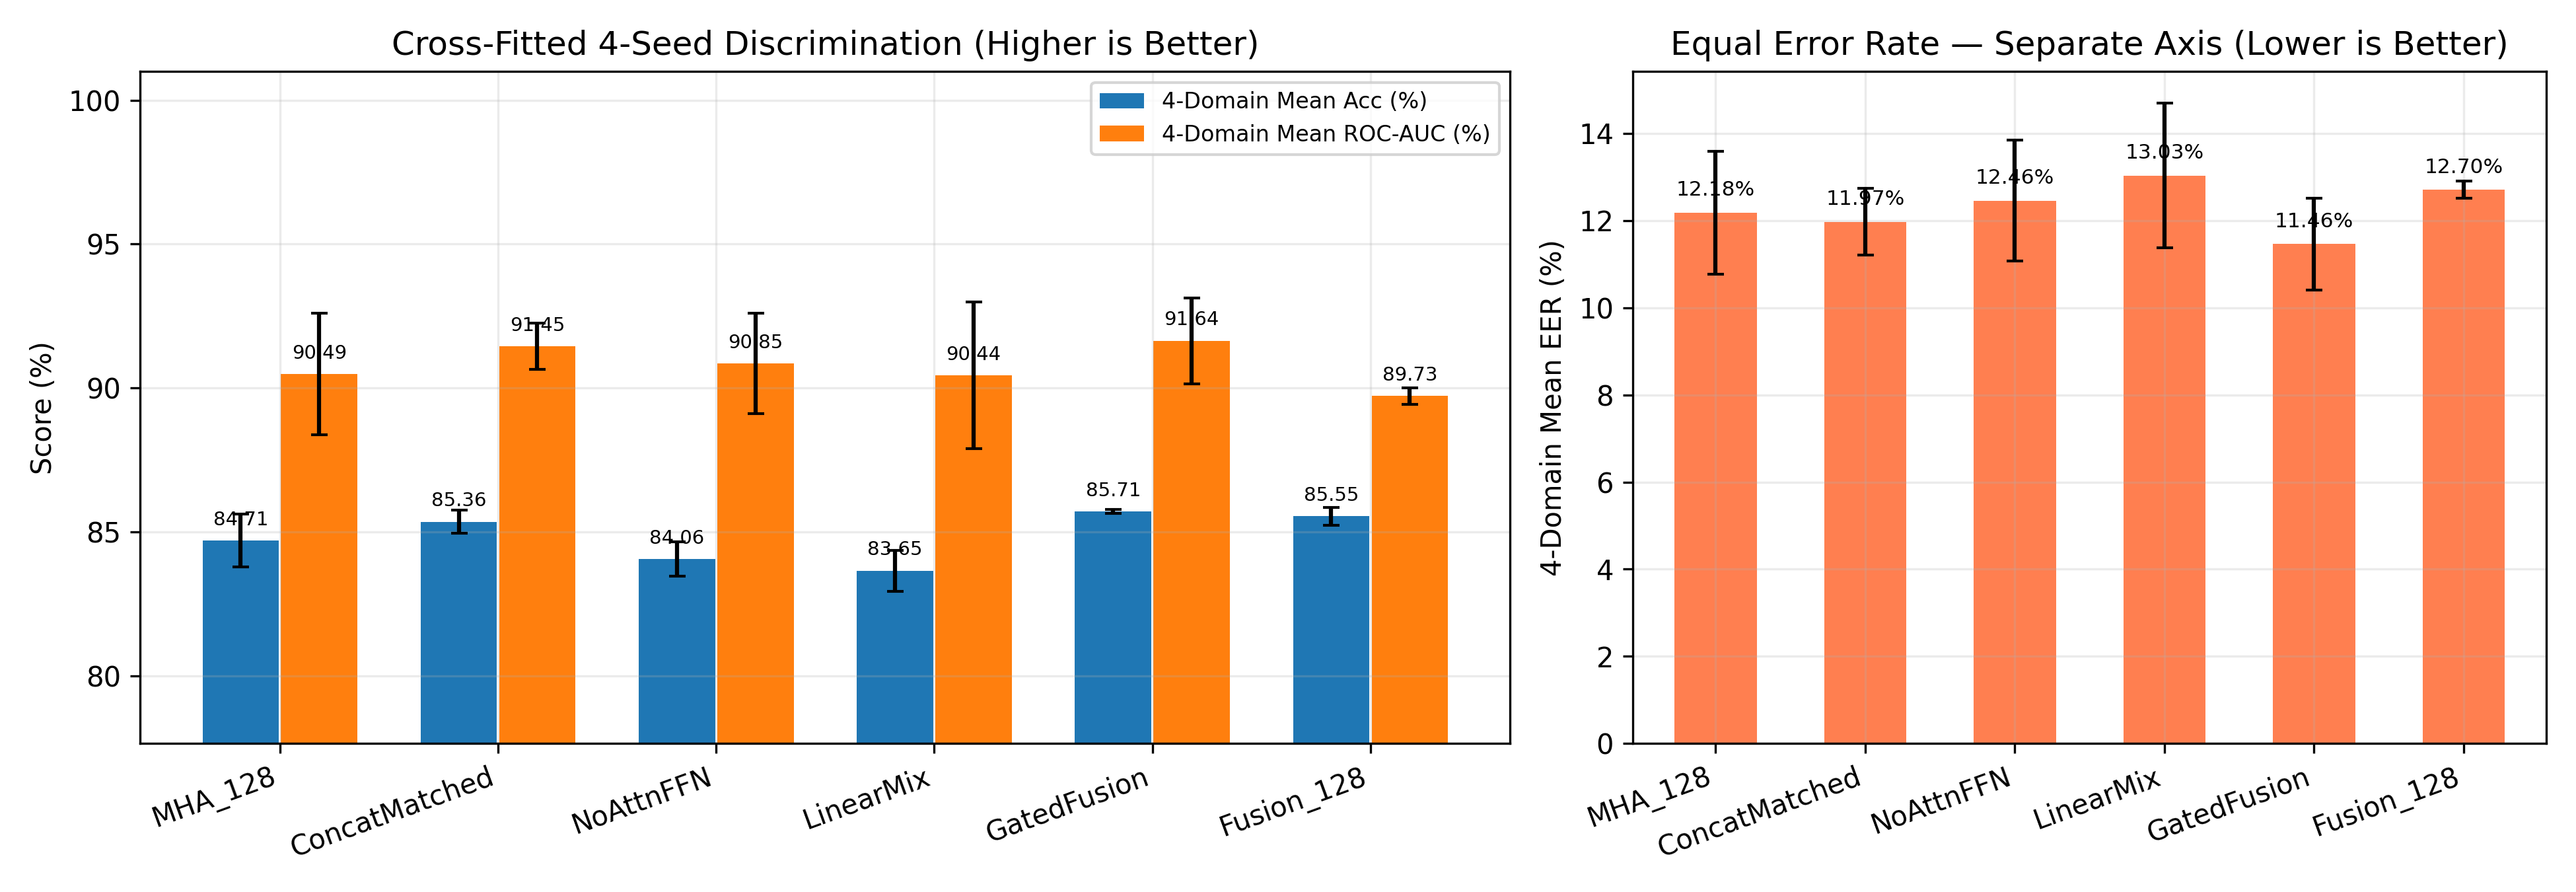 Cross-Fitted 4-Seed Discrimination (Higher is Better)
Score (%)
100
95
90
85
80
4-Domain Mean Acc (%)
4-Domain Mean ROC-AUC (%)
84.71
90.49
85.36
91.45
84.06
90.85
83.65
90.44
85.71
91.64
85.55
89.73
MHA_128
ConcatMatched
NoAttnFFN
LinearMix
GatedFusion
Fusion_128
Equal Error Rate — Separate Axis (Lower is Better)
4-Domain Mean EER (%)
14
12
10
8
6
4
2
0
12.18%
11.97%
12.46%
13.03%
11.46%
12.70%
MHA_128
ConcatMatched
NoAttnFFN
LinearMix
GatedFusion
Fusion_128